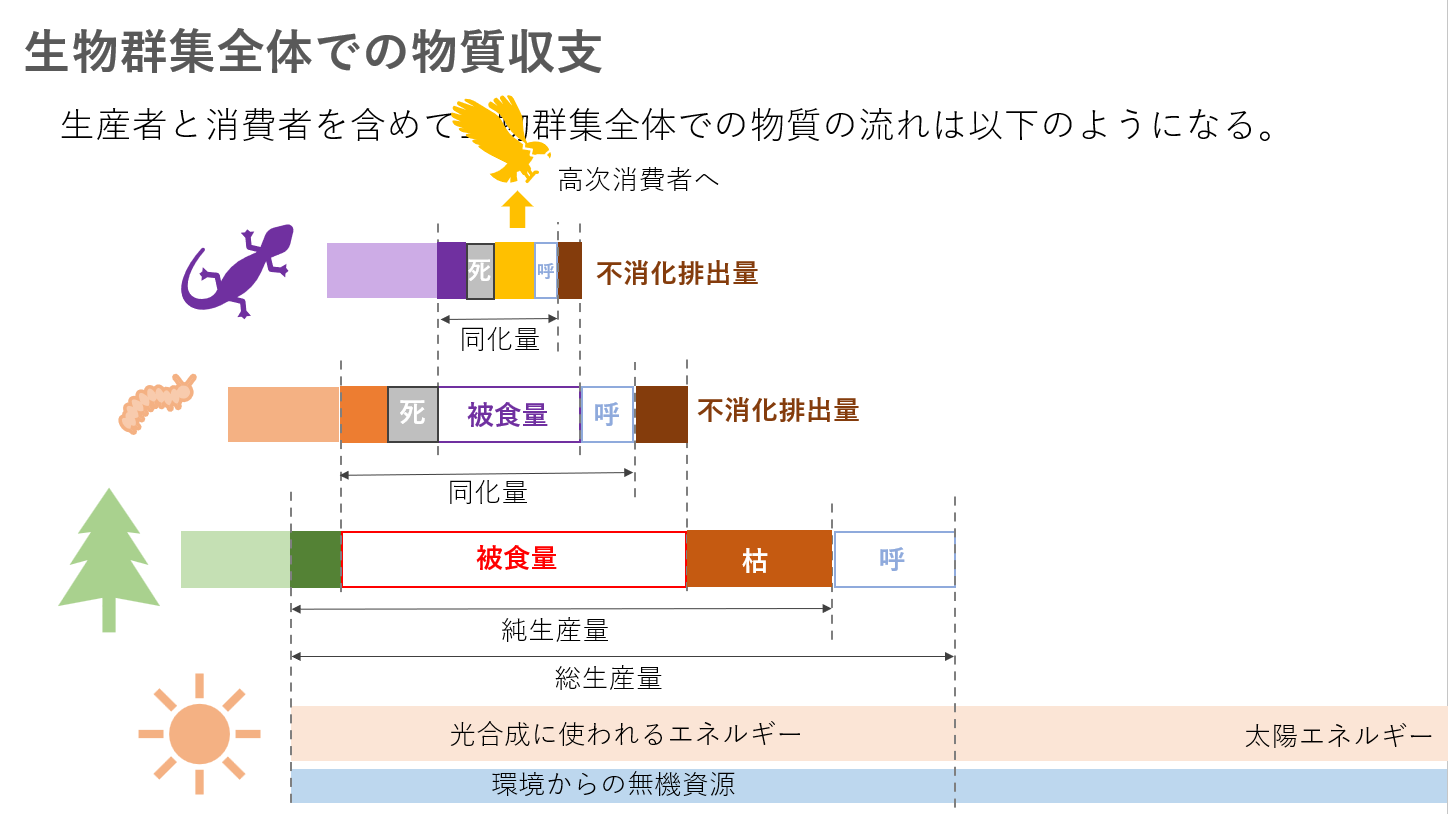 生物群集全体での物質収支
生産者と消費者を含めて物群集全体での物質の流れは以下のようになる。
高次消費者へ
死
呼
不消化排出量
同化量
死
被食量
呼
不消化排出量
同化量
被食量
枯
呼
純生産量
総生産量
光合成に使われるエネルギー
太陽エネルギー
環境からの無機資源